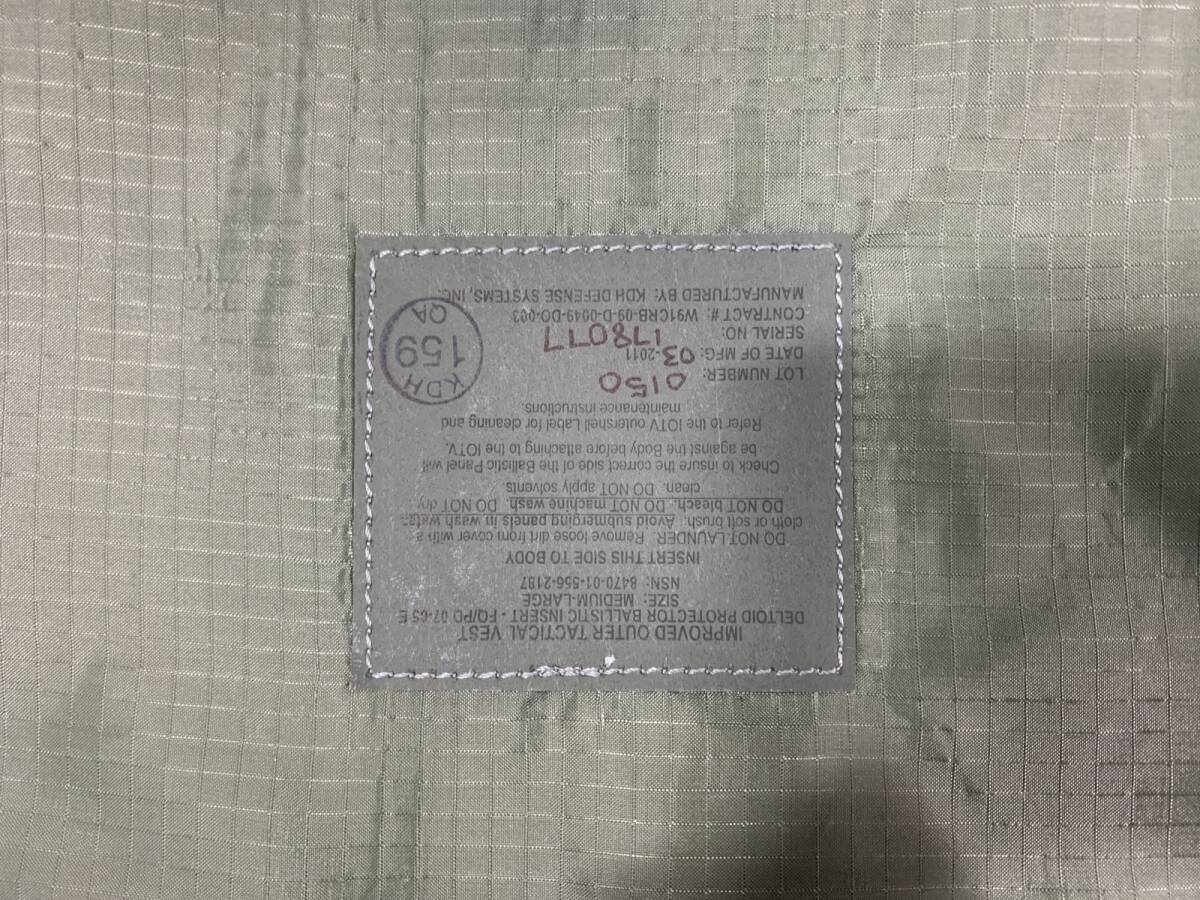 IMPROVED OUTER TACTICAL VEST
DELTOID PROTECTOR BALLISTIC INSERT - FQ/PD 07-65 E
SIZE: MEDIUM-LARGE
NSN: 8470-01-556-2187
INSERT THIS SIDE TO BODY
DO NOT LAUNDER. Remove loose dirt from cover with a
cloth or soft brush. Avoid submerging panels in wash water.
DO NOT bleach. DO NOT machine wash. DO NOT dry
clean. DO NOT apply solvents.
Check to insure the correct side of the Ballistic Panel will
be against the Body before attaching to the IOTV.
Refer to the IOTV outershell Label for cleaning and
maintenance instructions.
LOT NUMBER: 0150
DATE OF MFG: 03-2011
SERIAL NO: 178077
CONTRACT #: W91CRB-09-D-0049-DO-003
MANUFACTURED BY: KDH DEFENSE SYSTEMS, INC.
KDH
159
QA